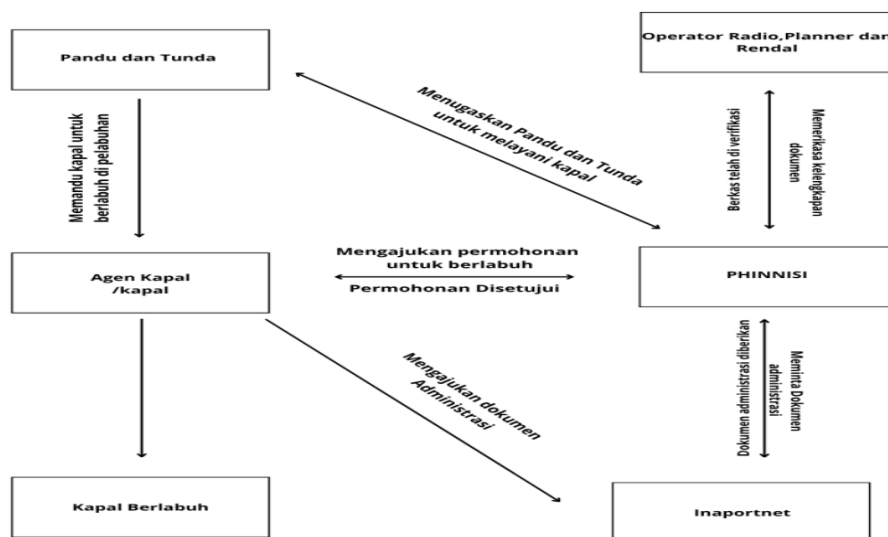 Operator Radio,Planner dan
Rendal
Pandu dan Tunda
Menugaskan Pandu dan Tunda
untuk melayani kapal
Memandu kapal untuk
berlabuh di pelabuhan
Berkas telah di verifikasi
Memerikasa kelengkapan
dokumen
Mengajukan permohonan
untuk berlabuh
Permohonan Disetujui
Agen Kapal
/kapal
PHINNISI
Mengajukan dokumen
Administrasi
Dokumen administrasi diberikan
Meminta Dokumen
administrasi
Kapal Berlabuh
Inaportnet